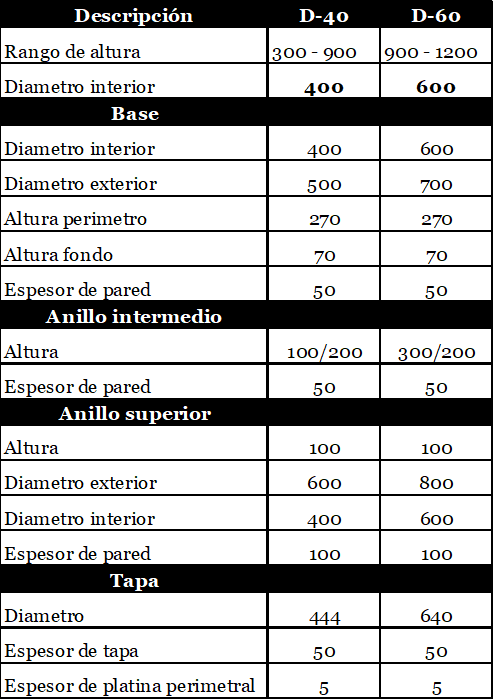 Descripción D-40 D-60
Rango de altura 300 - 900 900 - 1200
Diametro interior 400 600
Base
Diametro interior 400 600
Diametro exterior 500 700
Altura perimetro 270 270
Altura fondo 70 70
Espesor de pared 50 50
Anillo intermedio
Altura 100/200 300/200
Espesor de pared 50 50
Anillo superior
Altura 100 100
Diametro exterior 600 800
Diametro interior 400 600
Espesor de pared 100 100
Tapa
Diametro 444 640
Espesor de tapa 50 50
Espesor de platina perimetral 5 5